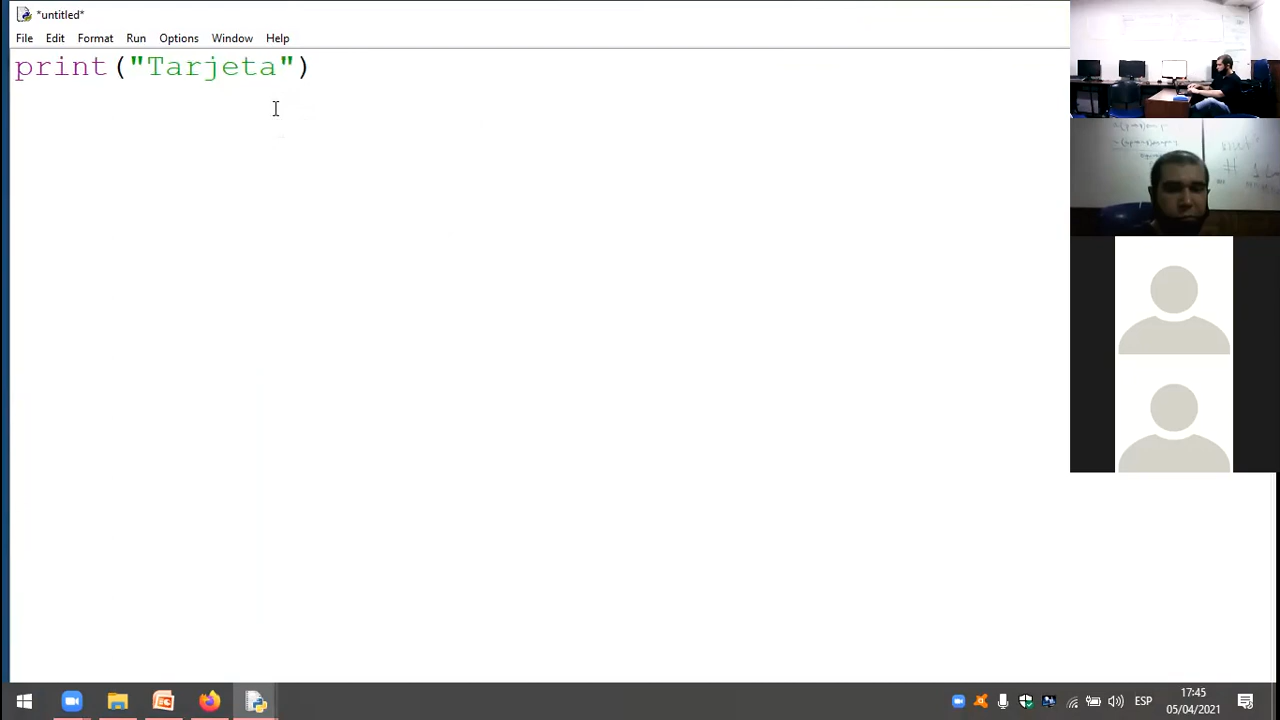 *untitled*
File Edit Format Run Options Window Help
print("Tarjeta")
ESP
17:45
05/04/2021